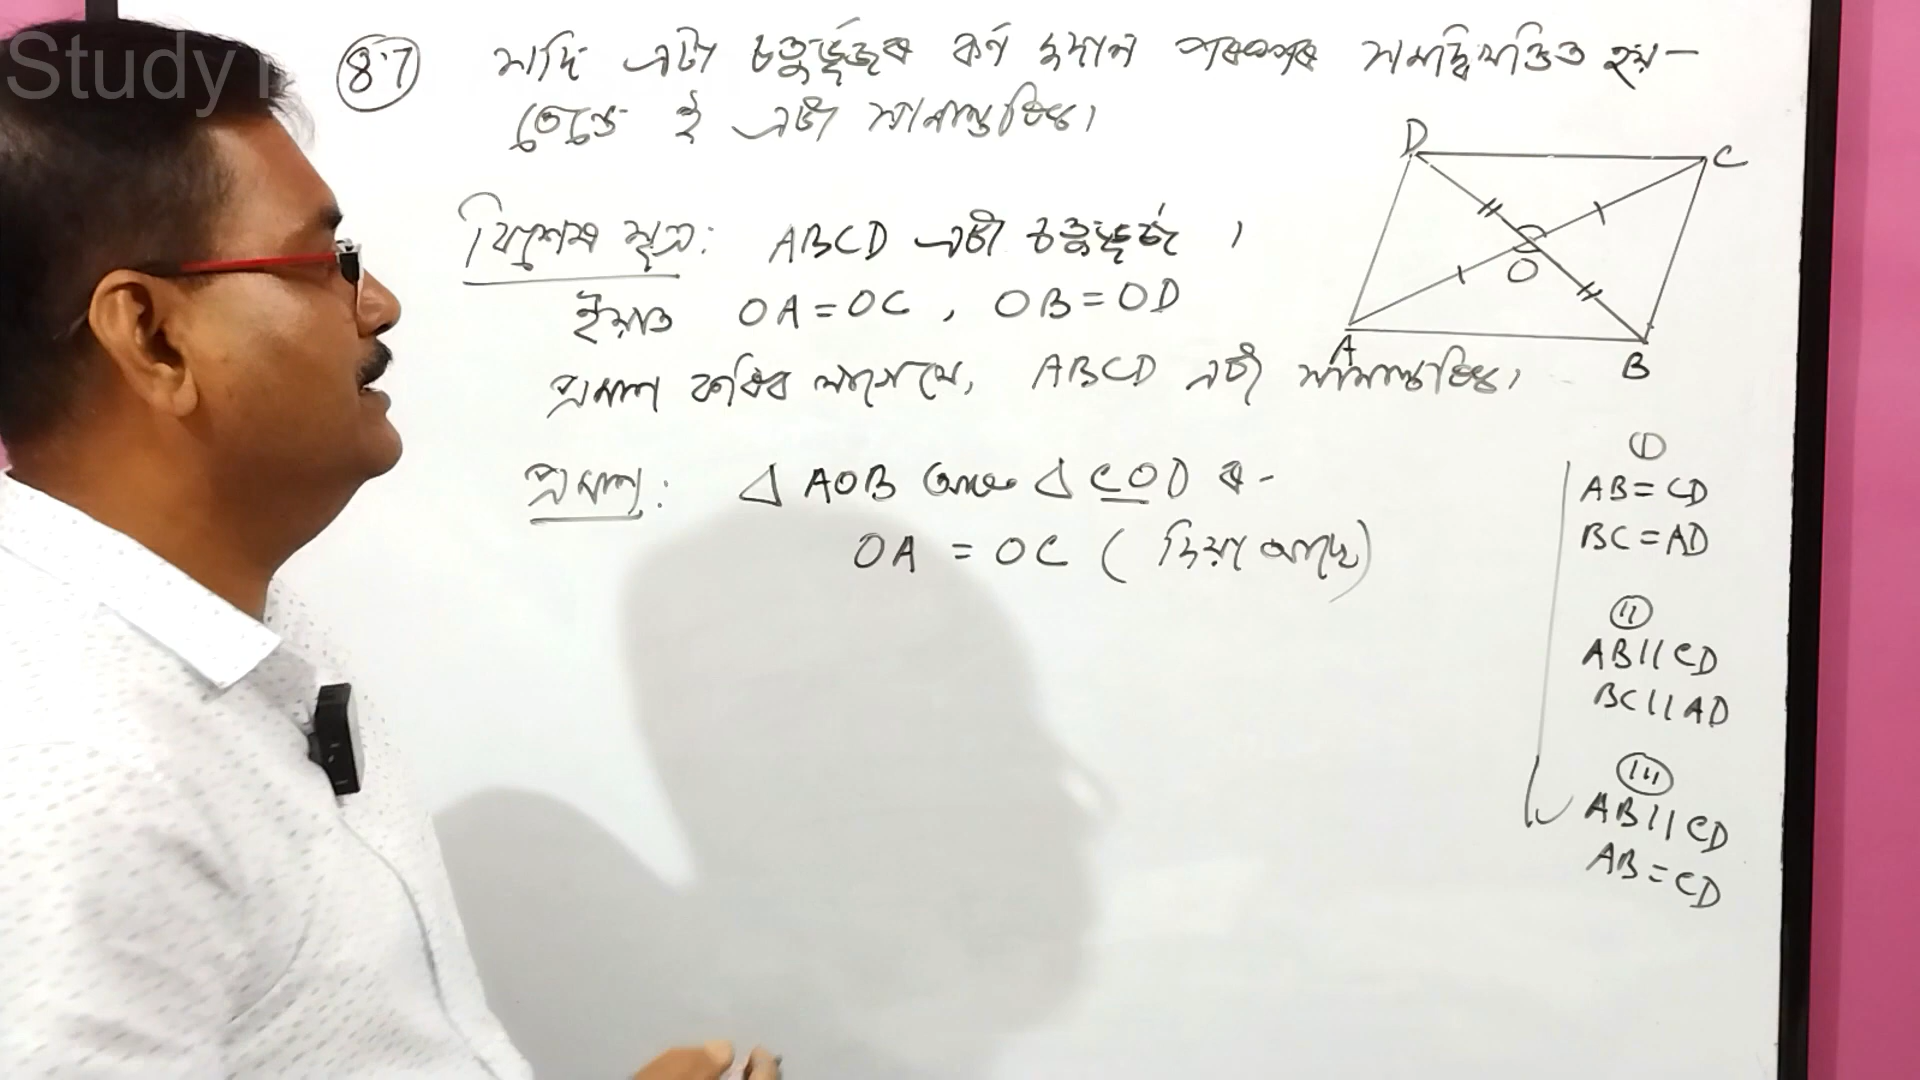 Study
8.7 যদি এটা চতুৰ্ভুজৰ কৰ্ণ দুডাল পৰস্পৰ সমদ্বিখণ্ডিত হয় -
তেন্তে ই এটা সামান্তৰিক।
বিশেষ সূত্ৰ: ABCD এটা চতুৰ্ভুজ।
ইয়াত OA = OC, OB = OD
প্ৰমাণ কৰিব লাগে যে, ABCD এটা সামান্তৰিক।
প্ৰমাণ: Δ AOB আৰু Δ COD ৰ -
OA = OC (দিয়া আছে)
D
C
O
A
B
(I)
AB = CD
BC = AD
(II)
AB || CD
BC || AD
(III)
AB || CD
AB = CD